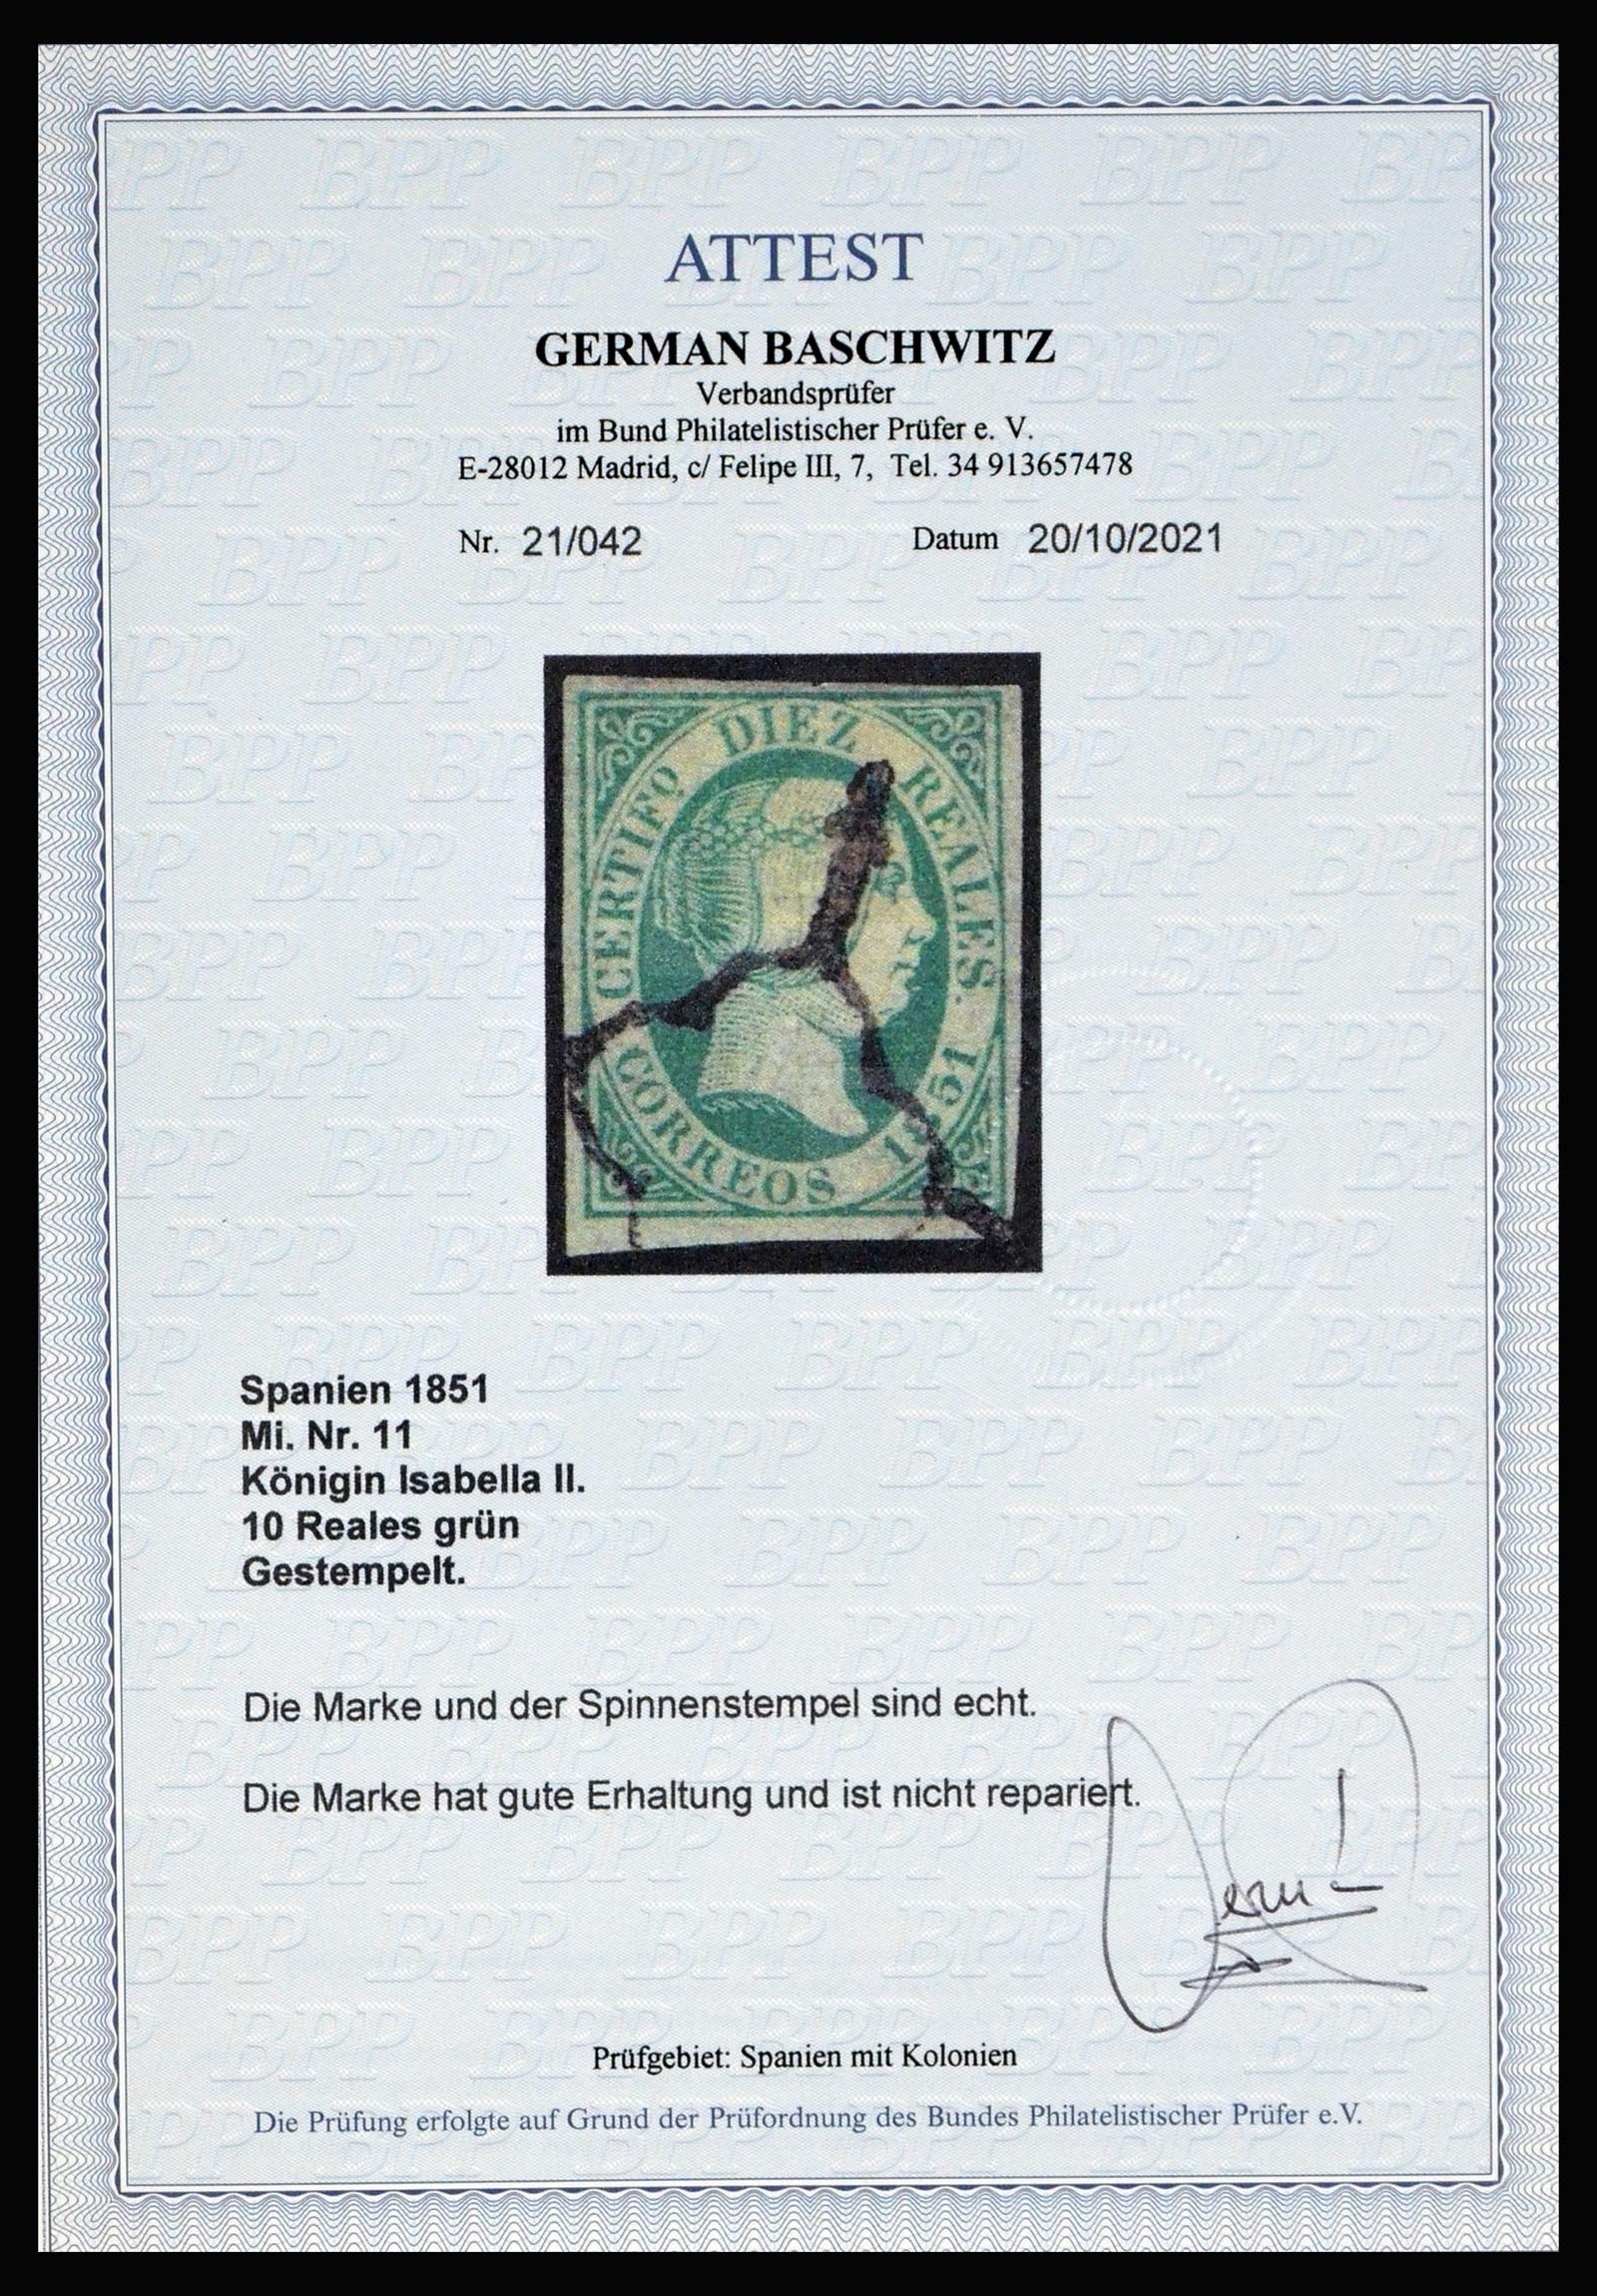 ATTEST
GERMAN BASCHWITZ
Verbandsprüfer
im Bund Philatelistischer Prüfer e. V.
E-28012 Madrid, c/ Felipe III, 7, Tel. 34 913657478
Nr. 21/042 Datum 20/10/2021
CERTIFº DIEZ REALES.
CORREOS 1851
Spanien 1851
Mi. Nr. 11
Königin Isabella II.
10 Reales grün
Gestempelt.
Die Marke und der Spinnenstempel sind echt.
Die Marke hat gute Erhaltung und ist nicht repariert.
Prüfgebiet: Spanien mit Kolonien
Die Prüfung erfolgte auf Grund der Prüfordnung des Bundes Philatelistischer Prüfer e.V.